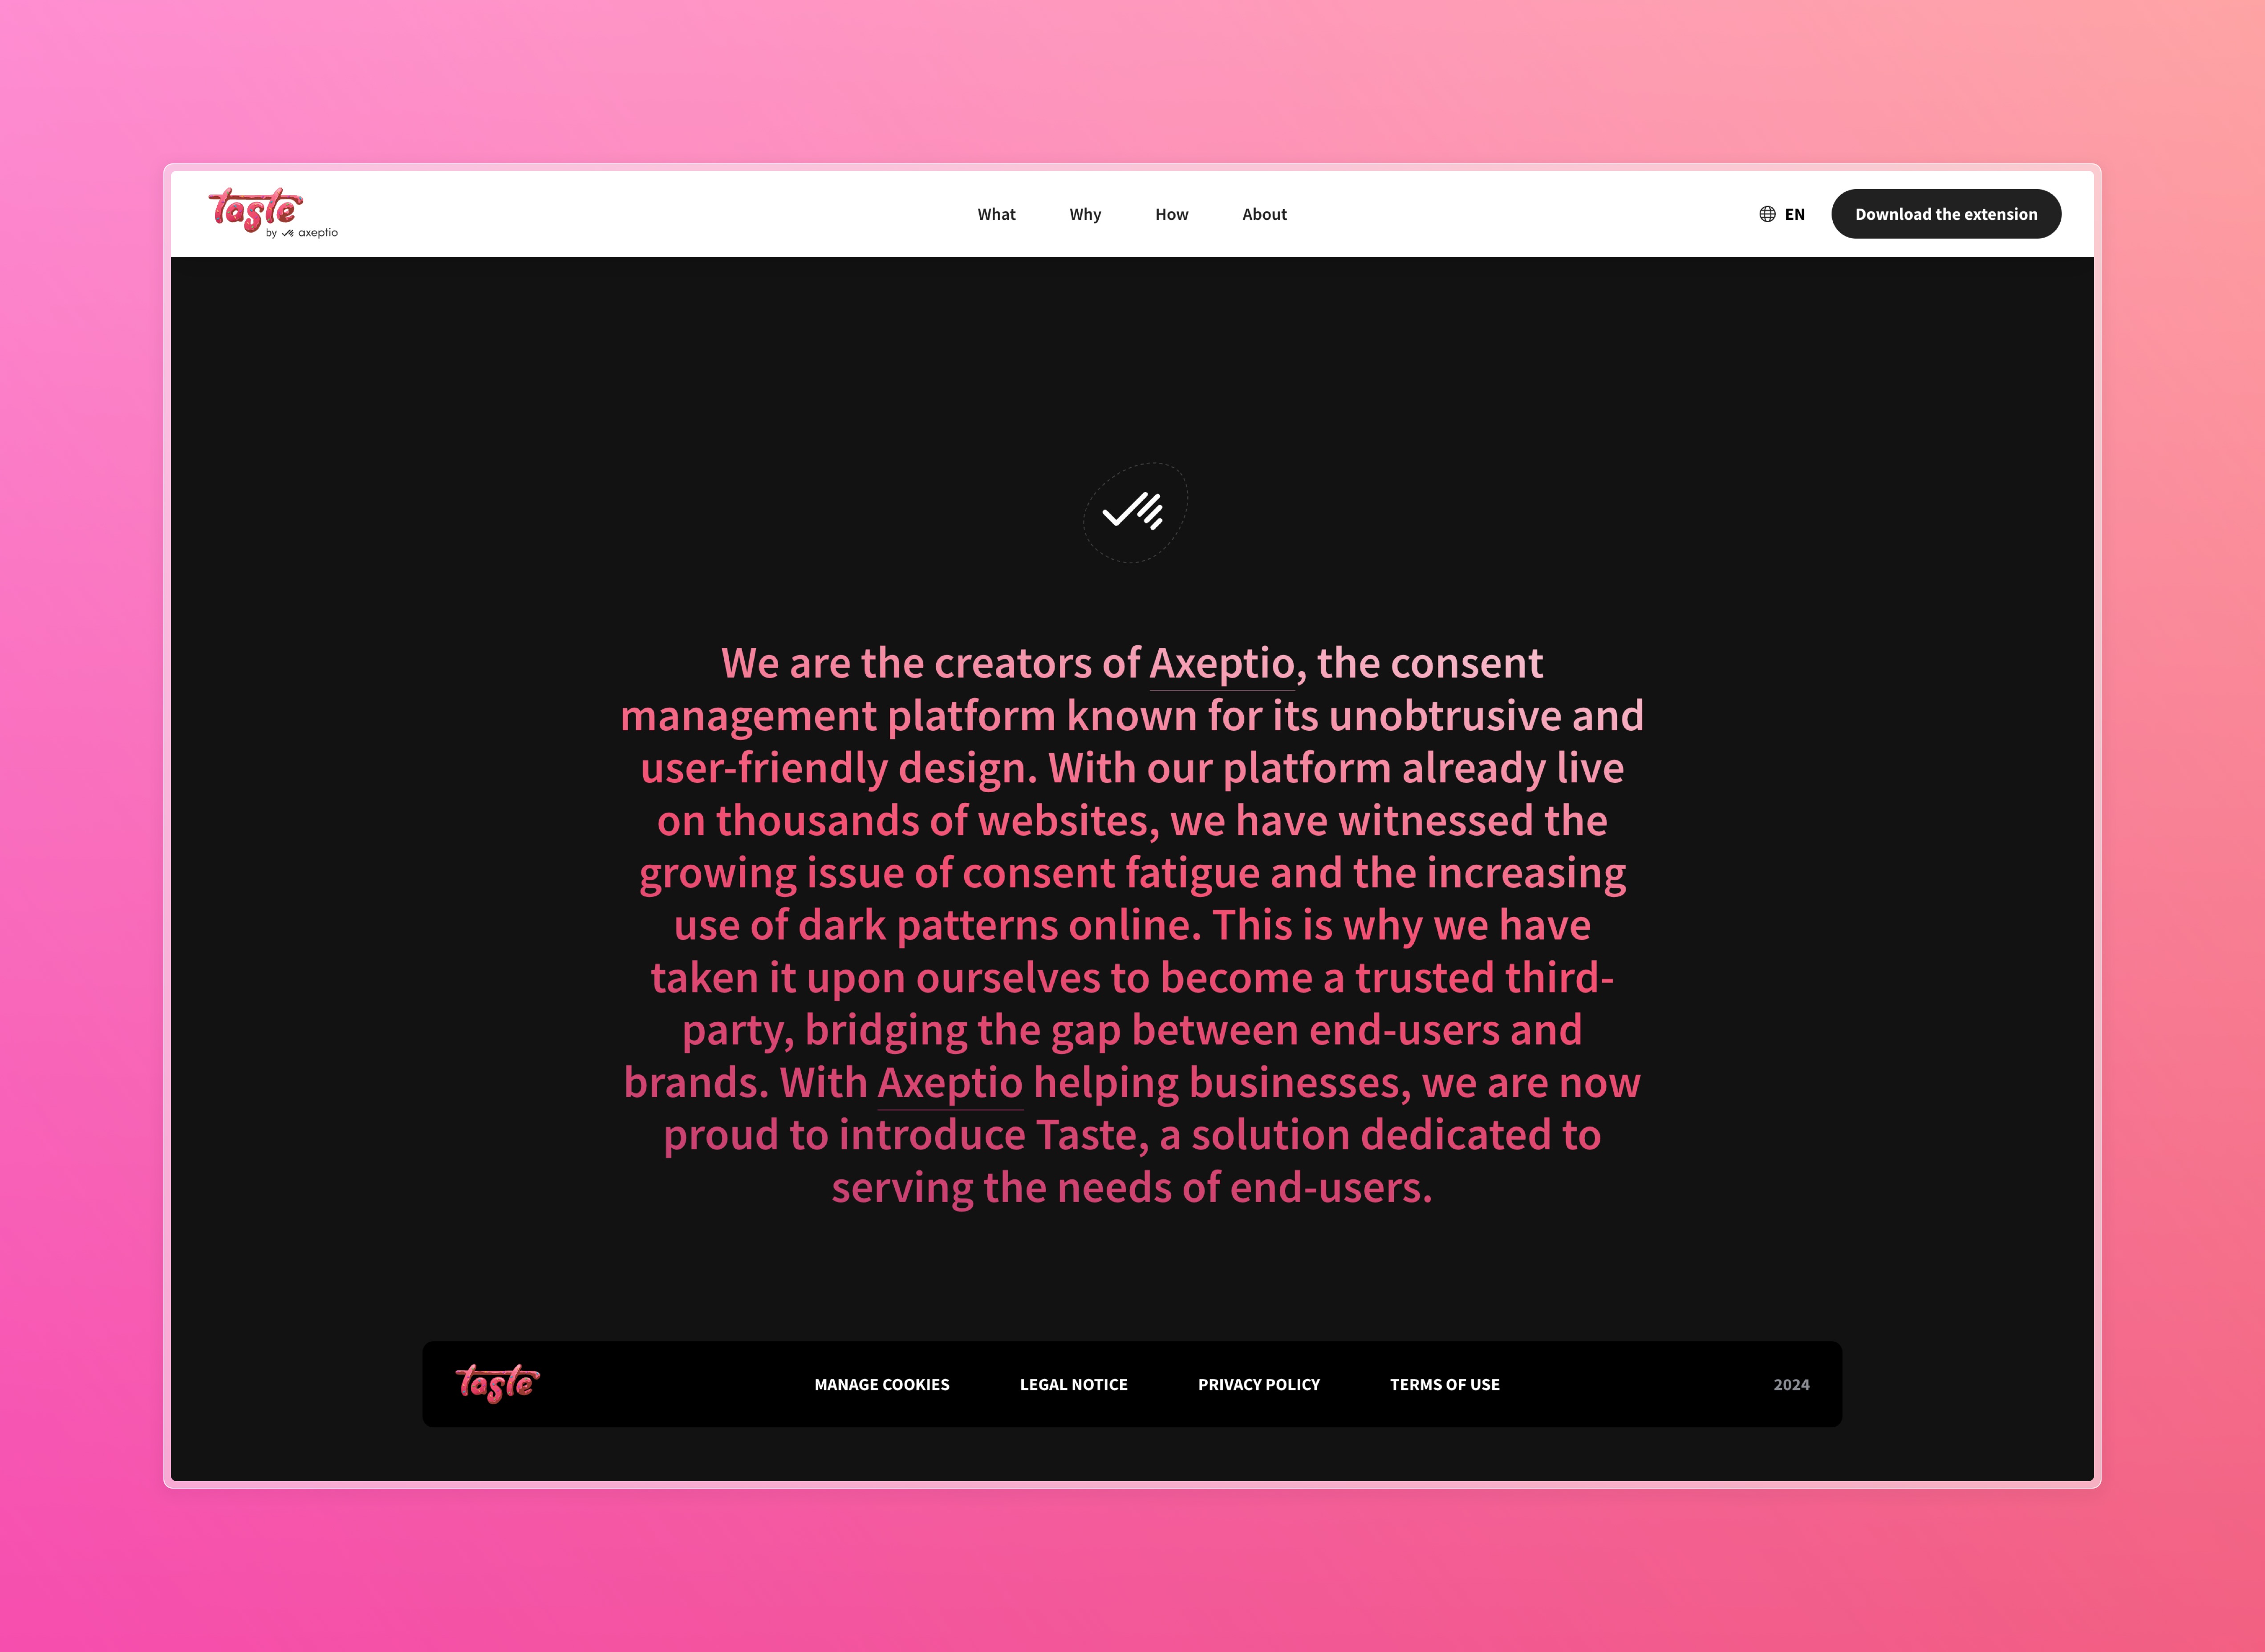 taste
by axeptio
What
Why
How
About
EN
Download the extension
We are the creators of Axeptio, the consent
management platform known for its unobtrusive and
user-friendly design. With our platform already live
on thousands of websites, we have witnessed the
growing issue of consent fatigue and the increasing
use of dark patterns online. This is why we have
taken it upon ourselves to become a trusted third-
party, bridging the gap between end-users and
brands. With Axeptio helping businesses, we are now
proud to introduce Taste, a solution dedicated to
serving the needs of end-users.
taste
MANAGE COOKIES
LEGAL NOTICE
PRIVACY POLICY
TERMS OF USE
2024